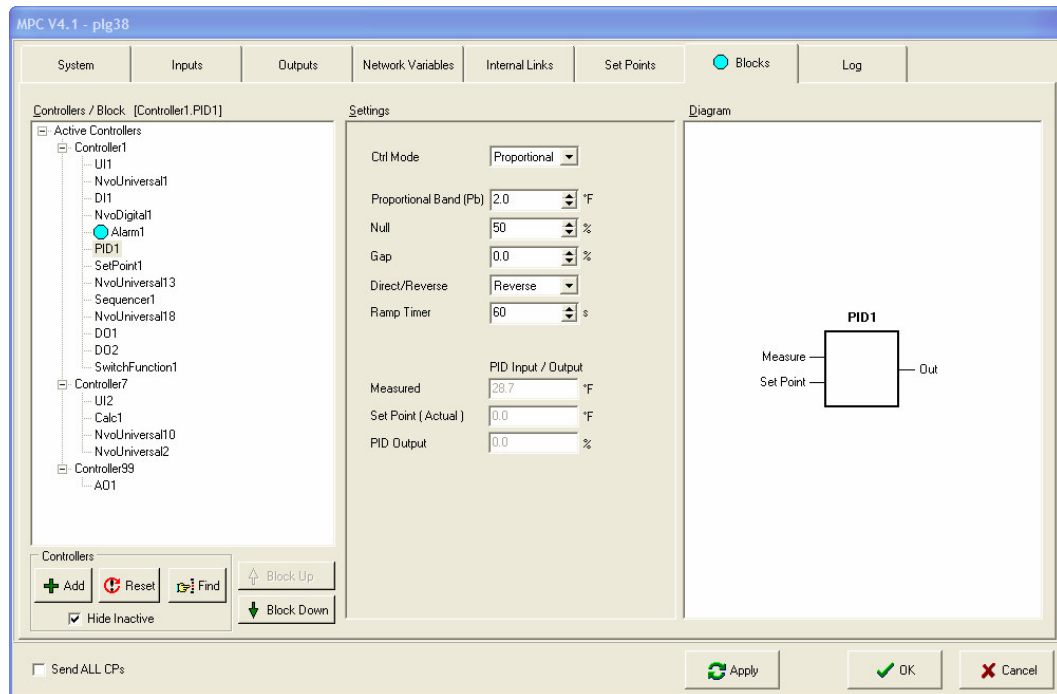 MPC V4.1 - plg38
System Inputs Outputs Network Variables Internal Links Set Points Blocks Log
Controllers / Block [Controller1.PID1]
Active Controllers
Controller1
UI1
NvoUniversal1
DI1
NvoDigital1
Alarm1
PID1
SetPoint1
NvoUniversal13
Sequencer1
NvoUniversal18
DO1
DO2
SwitchFunction1
Controller7
UI2
Calc1
NvoUniversal10
NvoUniversal2
Controller99
AO1
Controllers
Add Reset Find
Hide Inactive
Block Up
Block Down
Settings
Ctrl Mode Proportional
Proportional Band (Pb) 2.0 °F
Null 50 %
Gap 0.0 %
Direct/Reverse Reverse
Ramp Timer 60 s
PID Input / Output
Measured 28.7 °F
Set Point ( Actual ) 0.0 °F
PID Output 0.0 %
Diagram
PID1
Measure
Set Point
Out
Send ALL CPs
Apply OK Cancel